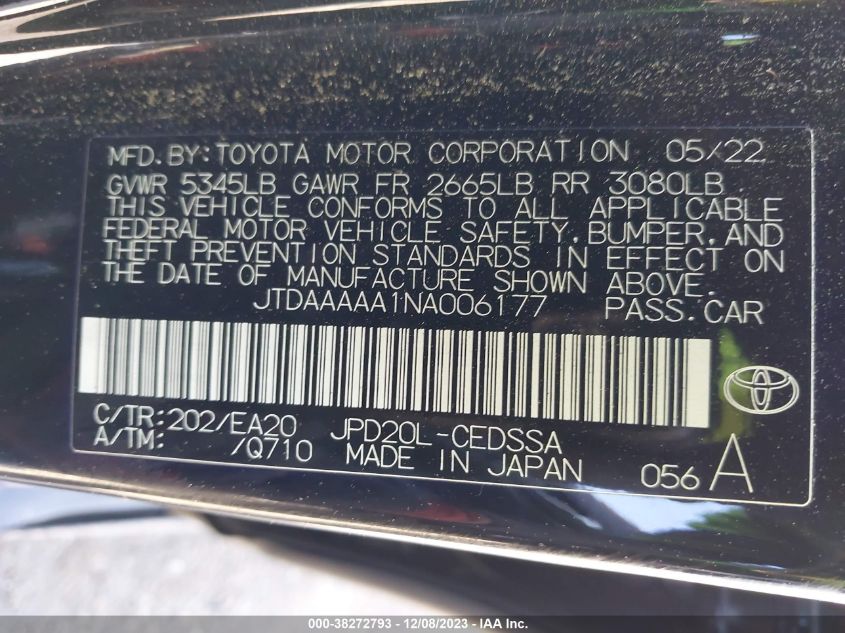 MFD.BY:TOYOTA MOTOR CORPORATION 05/22
GVWR 5345LB GAWR FR 2665LB RR 3080LB
THIS VEHICLE CONFORMS TO ALL APPLICABLE
FEDERAL MOTOR VEHICLE SAFETY,BUMPER,AND
THEFT PREVENTION STANDARDS IN EFFECT ON
THE DATE OF MANUFACTURE SHOWN ABOVE.
JTDAAAAA1NA006177 PASS.CAR
C/TR:202/EA20 JPD20L-CEDSSA
A/TM: /Q710 MADE IN JAPAN 056 A
000-38272793 - 12/08/2023 - IAA Inc.